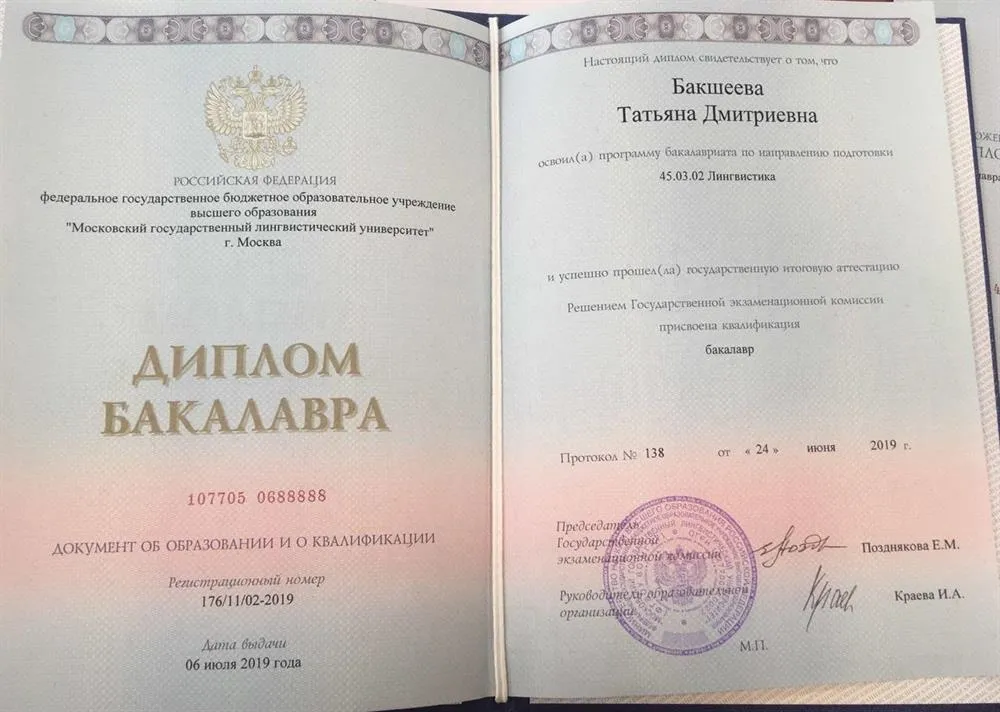 РОССИЙСКАЯ ФЕДЕРАЦИЯ
федеральное государственное бюджетное образовательное учреждение
высшего образования
"Московский государственный лингвистический университет"
г. Москва
ДИПЛОМ
БАКАЛАВРА
107705 0688888
ДОКУМЕНТ ОБ ОБРАЗОВАНИИ И О КВАЛИФИКАЦИИ
Регистрационный номер
176/11/02-2019
Дата выдачи
06 июля 2019 года
Настоящий диплом свидетельствует о том, что
Бакшеева
Татьяна Дмитриевна
освоил(а) программу бакалавриата по направлению подготовки
45.03.02 Лингвистика
и успешно прошел(ла) государственную итоговую аттестацию
Решением Государственной экзаменационной комиссии
присвоена квалификация
бакалавр
Протокол № 138 от « 24 » июня 2019 г.
Председатель
Государственной
экзаменационной комиссии
Позднякова Е.М.
Руководитель образовательной
организации
Краева И.А.
М.П.